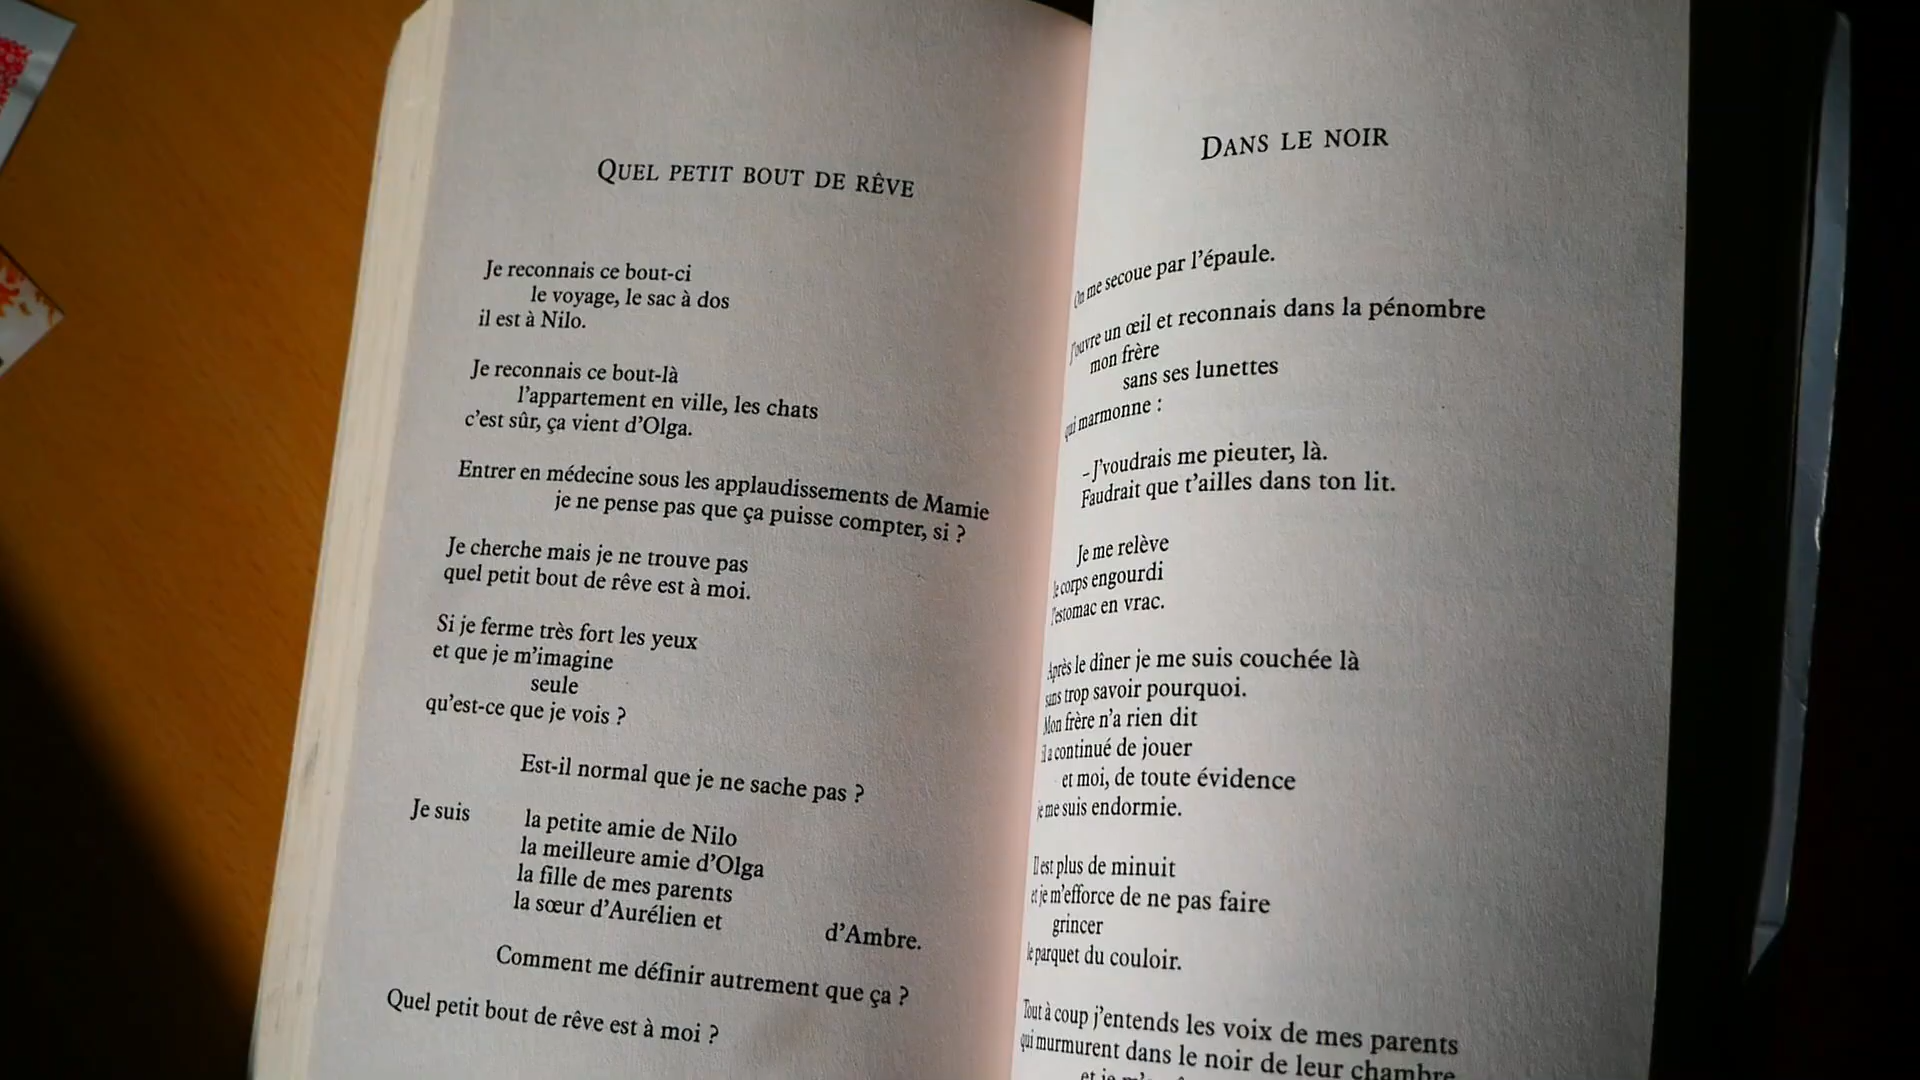 QUEL PETIT BOUT DE RÊVE
Je reconnais ce bout-ci
le voyage, le sac à dos
il est à Nilo.
Je reconnais ce bout-là
l'appartement en ville, les chats
c'est sûr, ça vient d'Olga.
Entrer en médecine sous les applaudissements de Mamie
je ne pense pas que ça puisse compter, si ?
Je cherche mais je ne trouve pas
quel petit bout de rêve est à moi.
Si je ferme très fort les yeux
et que je m'imagine
seule
qu'est-ce que je vois ?
Est-il normal que je ne sache pas ?
Je suis la petite amie de Nilo
la meilleure amie d'Olga
la fille de mes parents
la sœur d'Aurélien et d'Ambre.
Comment me définir autrement que ça ?
Quel petit bout de rêve est à moi ?
DANS LE NOIR
On me secoue par l'épaule.
J'ouvre un œil et reconnais dans la pénombre
mon frère
sans ses lunettes
qui marmonne :
– J'voudrais me pieuter, là.
Faudrait que t'ailles dans ton lit.
Je me relève
le corps engourdi
l'estomac en vrac.
Après le dîner je me suis couchée là
sans trop savoir pourquoi.
Mon frère n'a rien dit
il a continué de jouer
et moi, de toute évidence
je me suis endormie.
Il est plus de minuit
et je m'efforce de ne pas faire
grincer
le parquet du couloir.
Tout à coup j'entends les voix de mes parents
qui murmurent dans le noir de leur chambre
et je